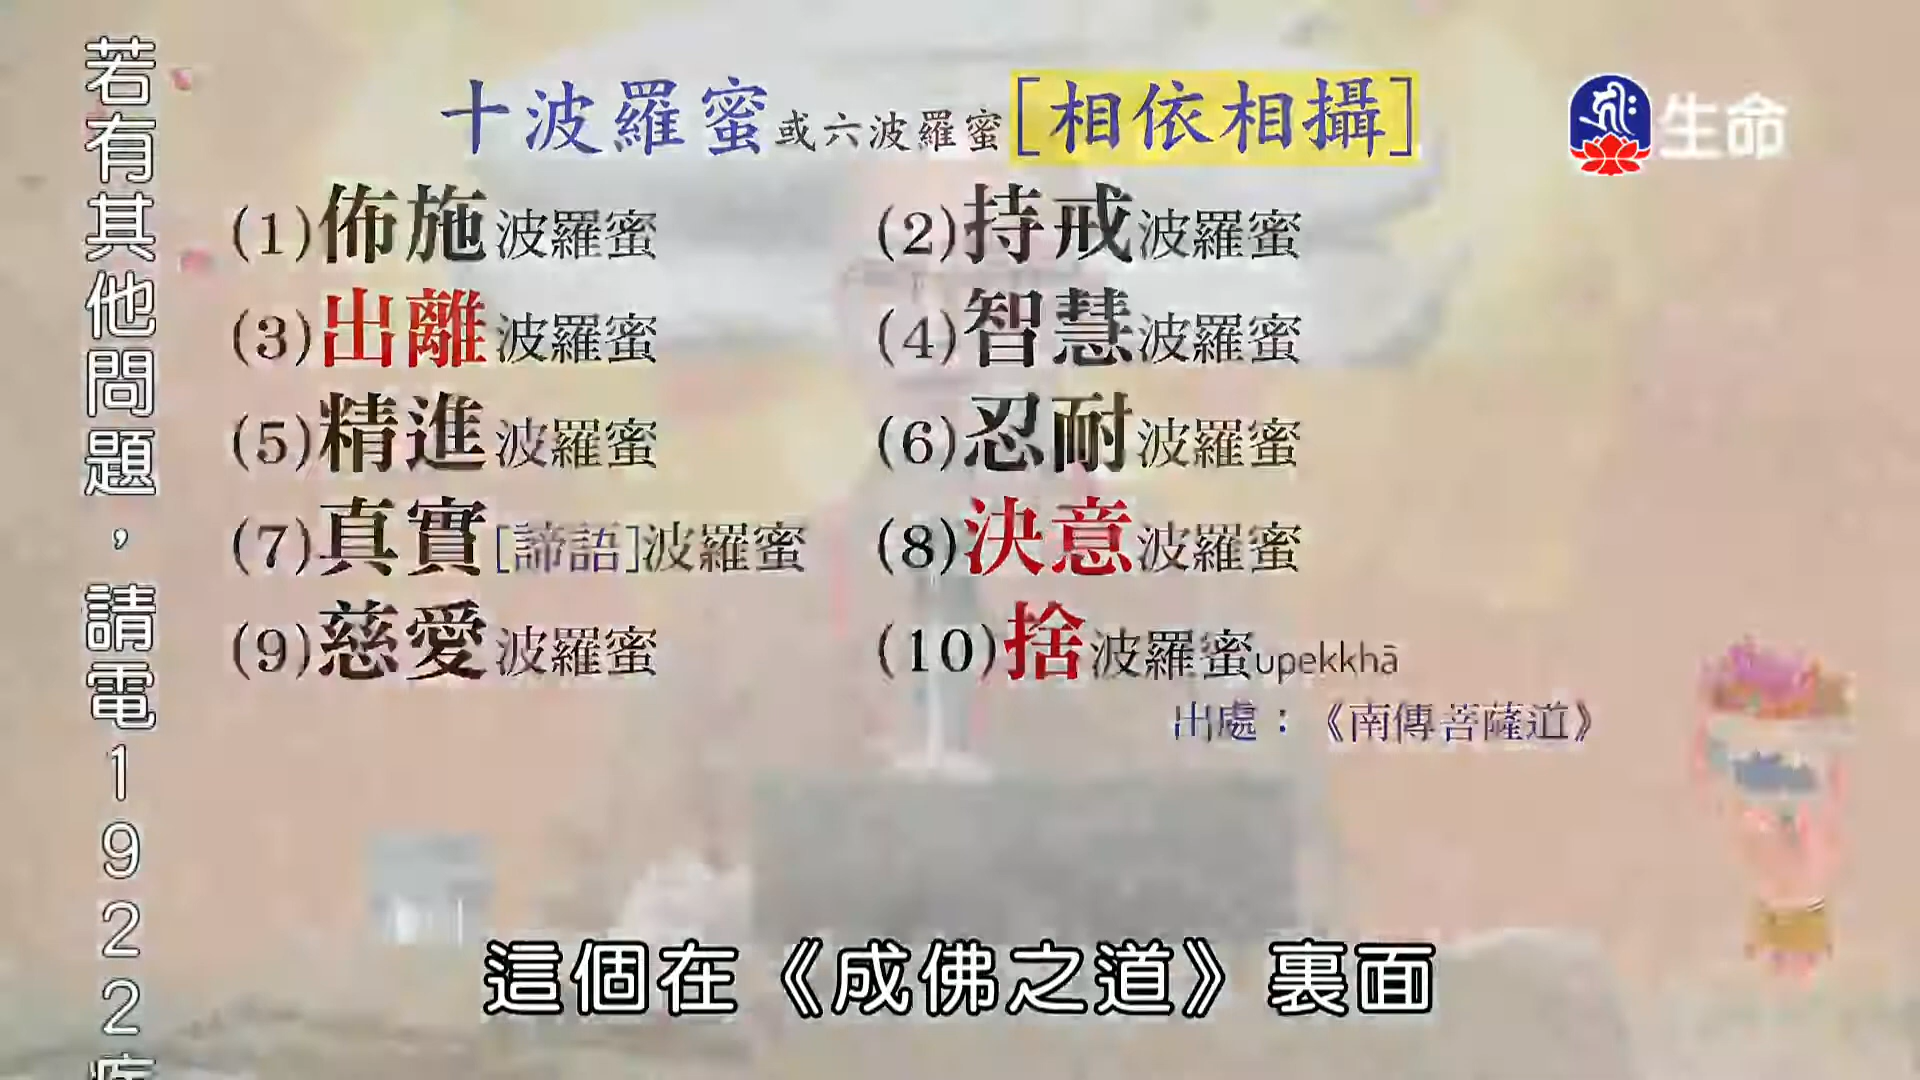 十波羅蜜或六波羅蜜[相依相攝]
生命
(1)佈施波羅蜜
(2)持戒波羅蜜
(3)出離波羅蜜
(4)智慧波羅蜜
(5)精進波羅蜜
(6)忍耐波羅蜜
(7)真實[諦語]波羅蜜
(8)決意波羅蜜
(9)慈愛波羅蜜
(10)捨波羅蜜upekkhā
出處：《南傳菩薩道》
這個在《成佛之道》裏面
若有其他問題，請電1922